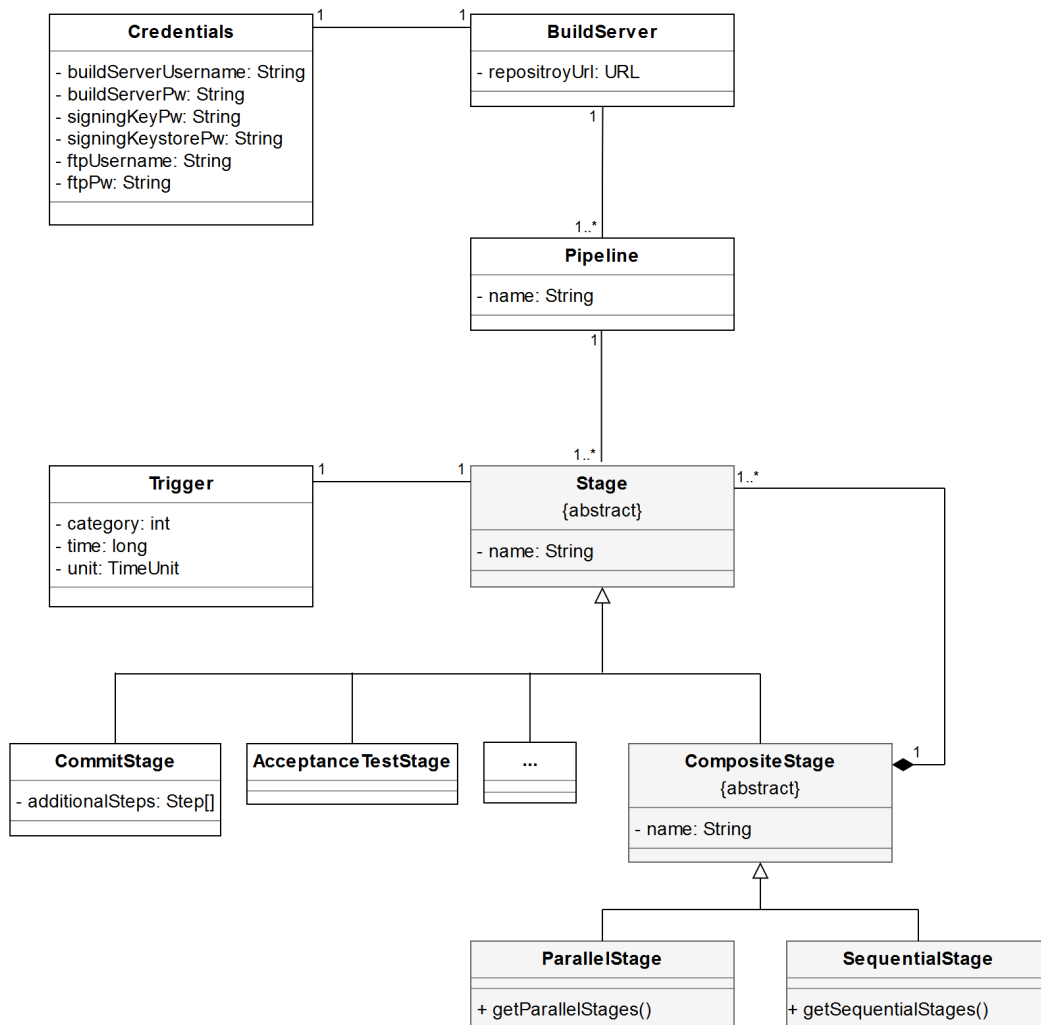 1
1
Credentials
- buildServerUsername: String
- buildServerPw: String
- signingKeyPw: String
- signingKeystorePw: String
- ftpUsername: String
- ftpPw: String
BuildServer
- repositroyUrl: URL
1
1..*
Pipeline
- name: String
1
1..*
1
1
1..*
Trigger
- category: int
- time: long
- unit: TimeUnit
Stage
{abstract}
- name: String
CommitStage
- additionalSteps: Step[]
AcceptanceTestStage
...
CompositeStage
{abstract}
- name: String
1
ParallelStage
+ getParallelStages()
SequentialStage
+ getSequentialStages()